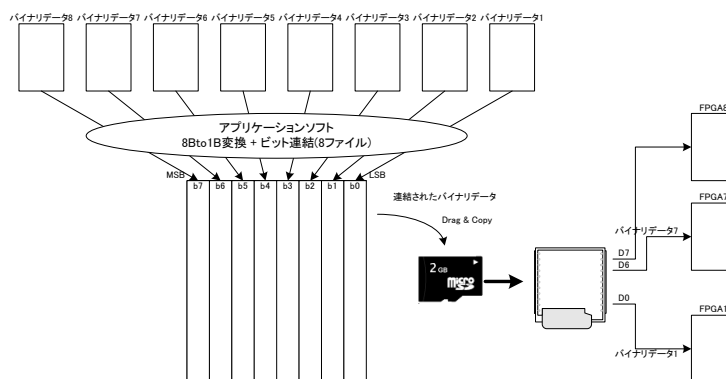 バイナリデータ8 バイナリデータ7 バイナリデータ6 バイナリデータ5 バイナリデータ4 バイナリデータ3 バイナリデータ2 バイナリデータ1
アプリケーションソフト
8Bto1B変換 + ビット連結(8ファイル)
MSB
LSB
b7 b6 b5 b4 b3 b2 b1 b0
連結されたバイナリデータ
Drag & Copy
2 GB
micro
SD
D7
D6
D0
FPGA8
FPGA7
バイナリデータ7
FPGA1
バイナリデータ1